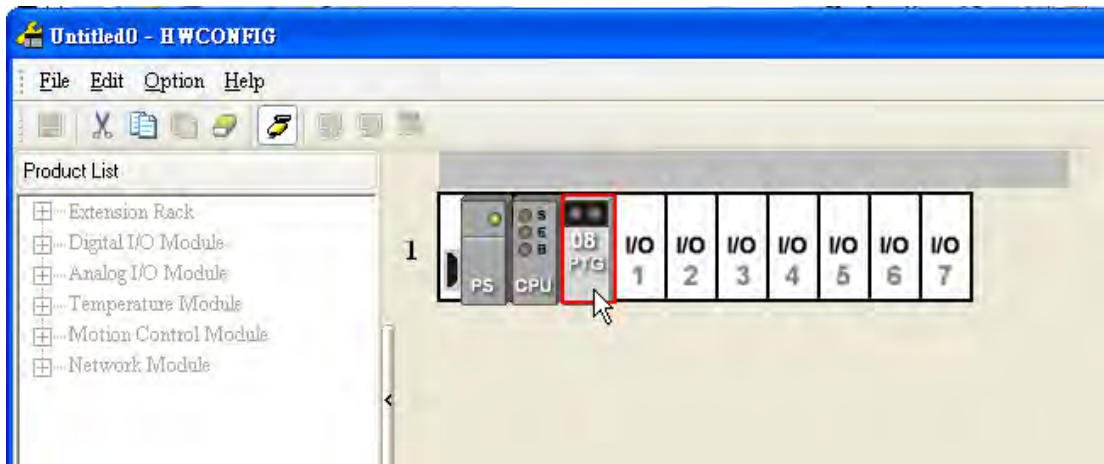 Untitled0 - HWCONFIG
File Edit Option Help
Product List
Extension Rack
Digital I/O Module
Analog I/O Module
Temperature Module
Motion Control Module
Network Module
1
PS
S
E
B
CPU
08
PTG
I/O 1
I/O 2
I/O 3
I/O 4
I/O 5
I/O 6
I/O 7